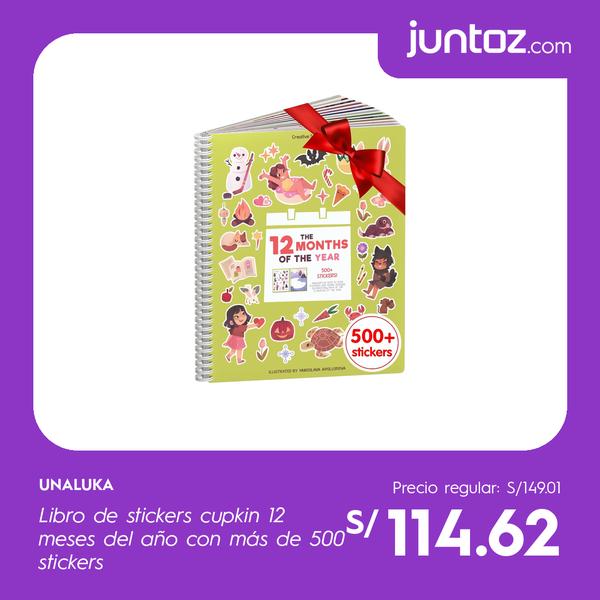 juntoz.com
Creative
THE
12 MONTHS
OF THE YEAR
500+
STICKERS!
500+
stickers
ILLUSTRATED BY YAROSLAVA APOLLONOVA
UNALUKA
Precio regular: S/149.01
Libro de stickers cupkin 12
meses del año con más de 500
stickers
S/ 114.62